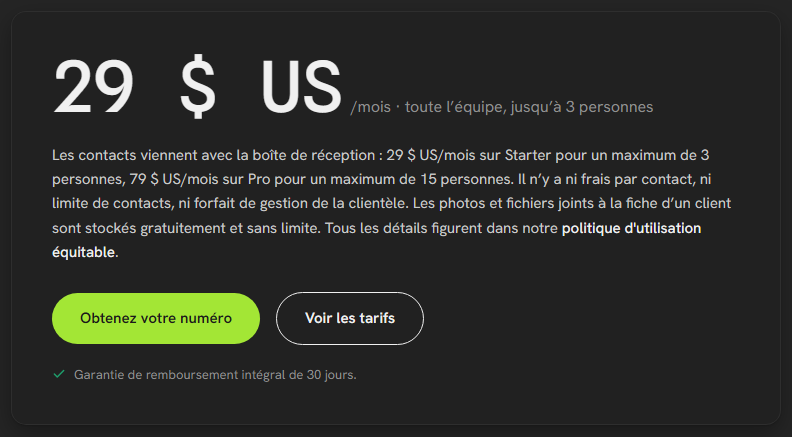 29 $ US /mois · toute l’équipe, jusqu’à 3 personnes
Les contacts viennent avec la boîte de réception : 29 $ US/mois sur Starter pour un maximum de 3
personnes, 79 $ US/mois sur Pro pour un maximum de 15 personnes. Il n’y a ni frais par contact, ni
limite de contacts, ni forfait de gestion de la clientèle. Les photos et fichiers joints à la fiche d’un client
sont stockés gratuitement et sans limite. Tous les détails figurent dans notre politique d'utilisation
équitable.
Obtenez votre numéro
Voir les tarifs
Garantie de remboursement intégral de 30 jours.